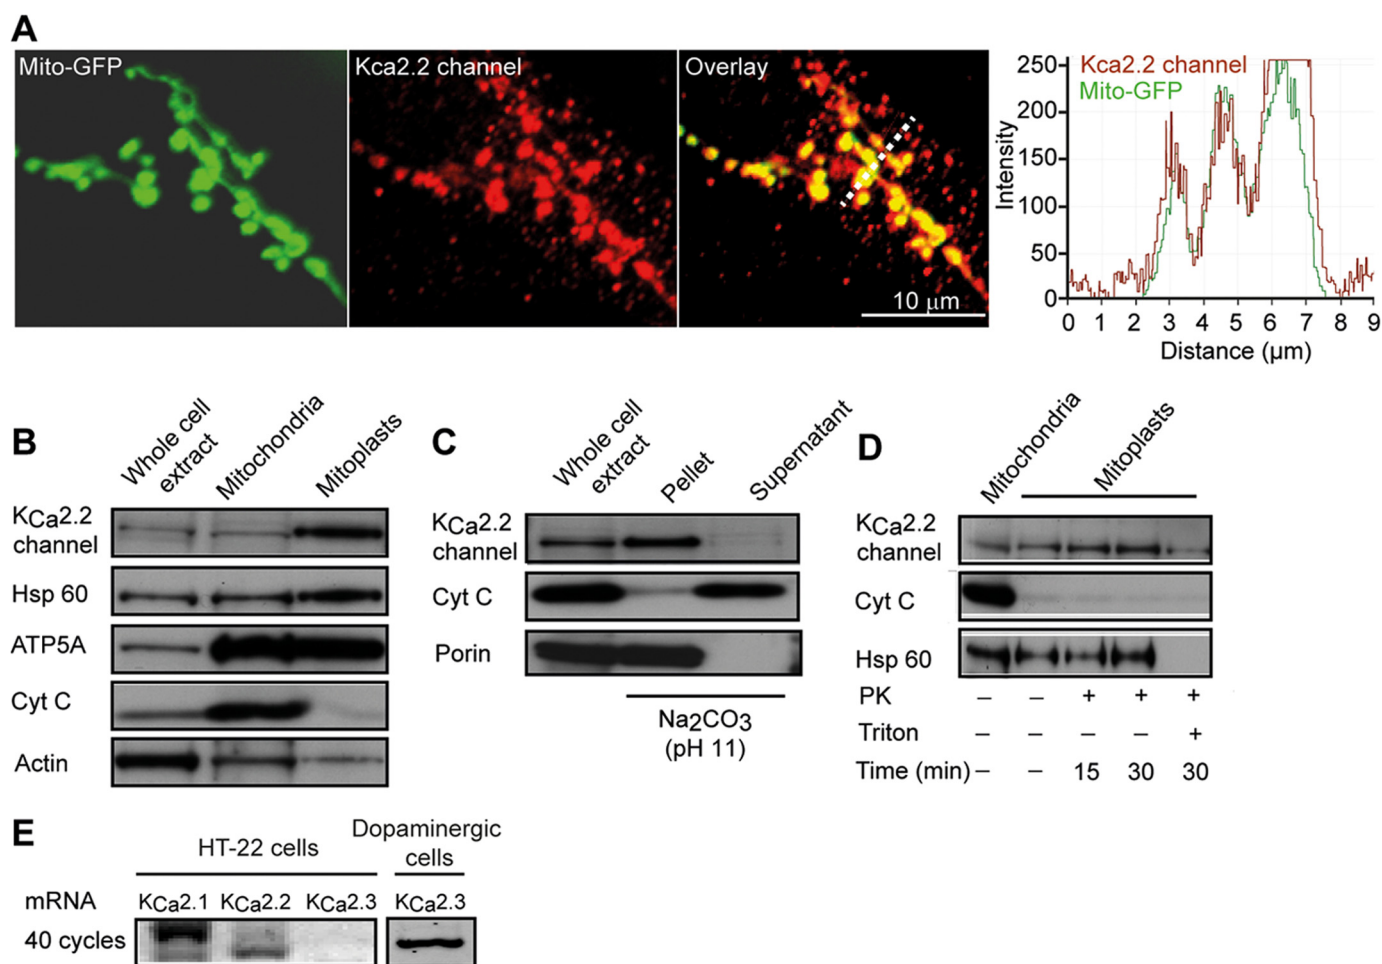 A
Mito-GFP
Kca2.2 channel
Overlay
10 µm
Kca2.2 channel
Mito-GFP
Intensity
250
200
150
100
50
0
0 1 2 3 4 5 6 7 8 9
Distance (µm)
B
Whole cell extract
Mitochondria
Mitoplasts
KCa2.2 channel
Hsp 60
ATP5A
Cyt C
Actin
C
Whole cell extract
Pellet
Supernatant
KCa2.2 channel
Cyt C
Porin
Na2CO3
(pH 11)
D
Mitochondria
Mitoplasts
KCa2.2 channel
Cyt C
Hsp 60
PK – – + + +
Triton – – – – +
Time (min) – – 15 30 30
E
HT-22 cells
Dopaminergic cells
mRNA KCa2.1 KCa2.2 KCa2.3 KCa2.3
40 cycles